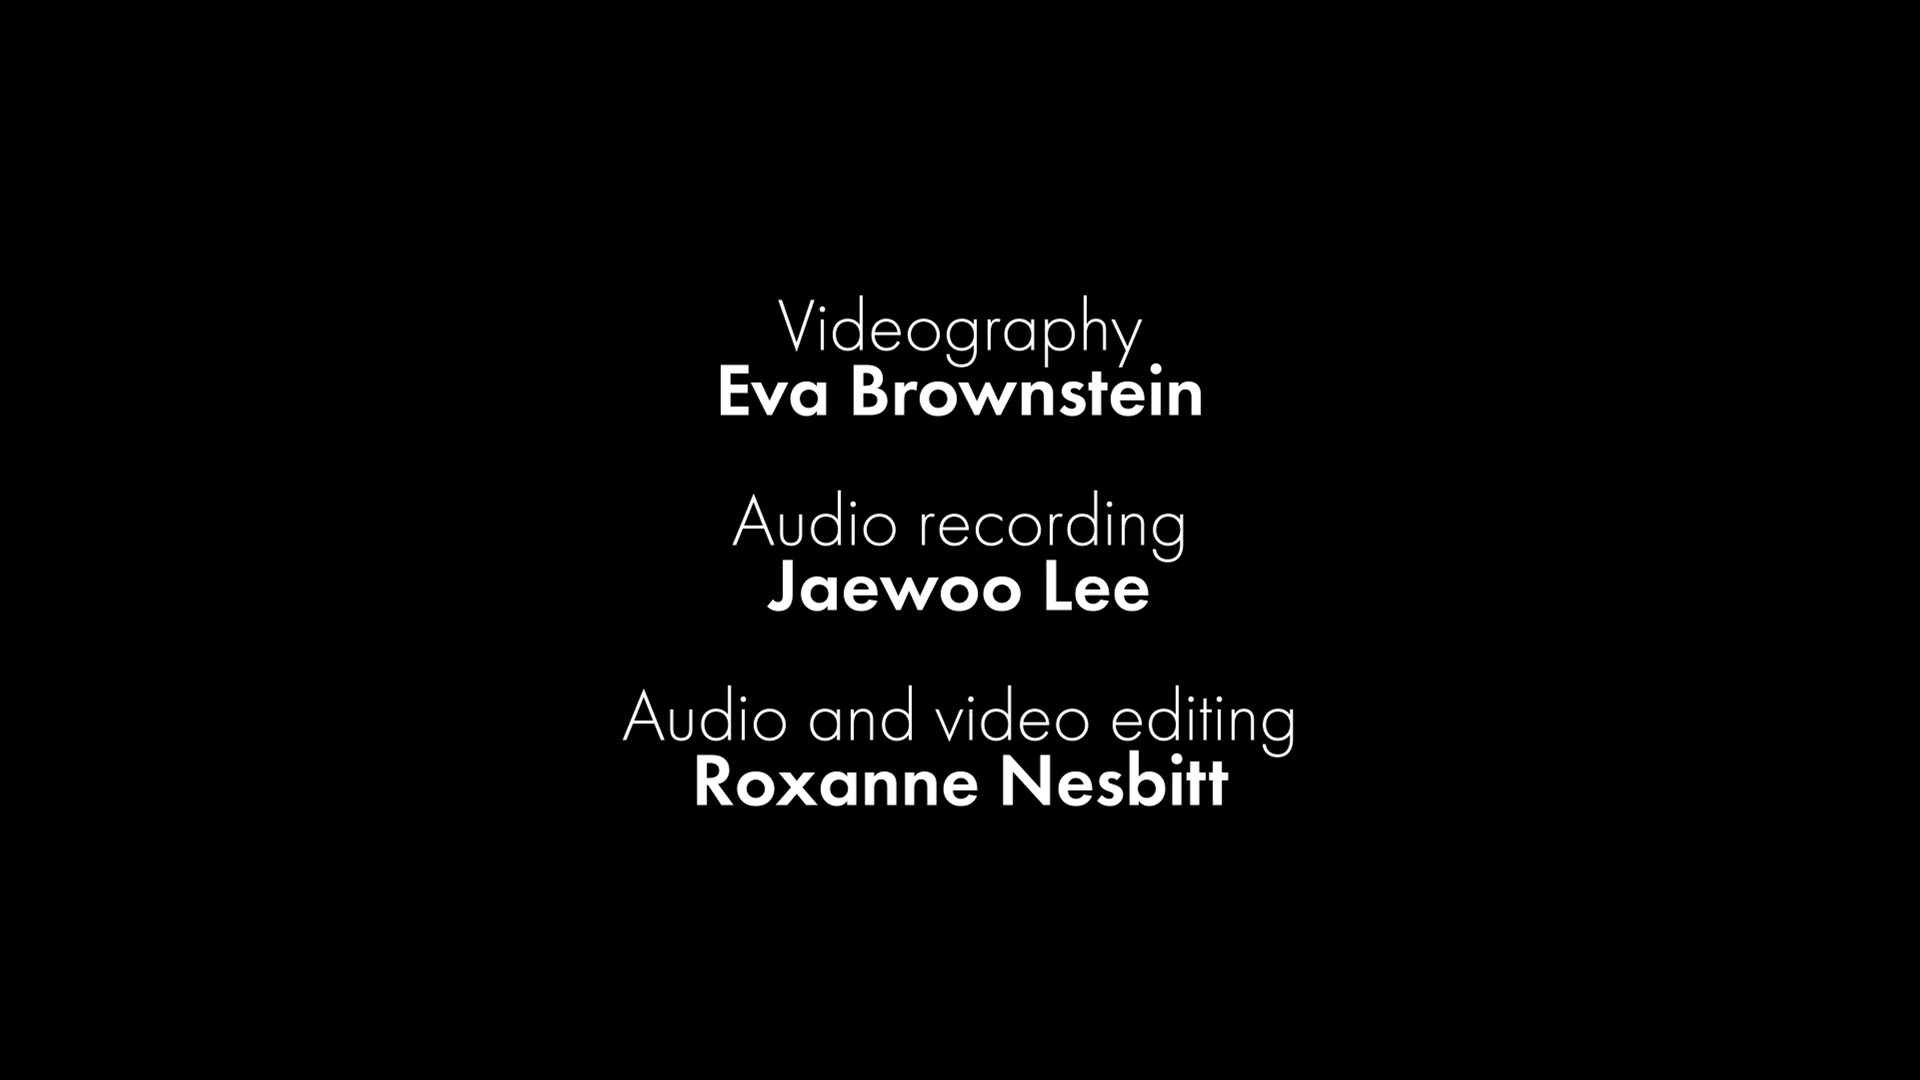 Videography
Eva Brownstein
Audio recording
Jaewoo Lee
Audio and video editing
Roxanne Nesbitt